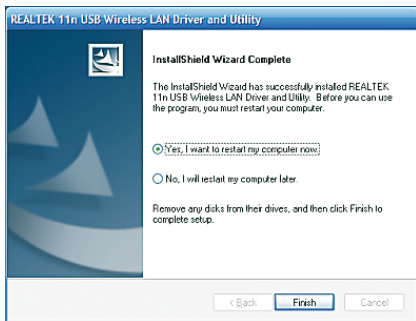 REALTEK 11n USB Wireless LAN Driver and Utility
InstallShield Wizard Complete
The InstallShield Wizard has successfully installed REALTEK
11n USB Wireless LAN Driver and Utility. Before you can use
the program, you must restart your computer.
Yes, I want to restart my computer now.
No, I will restart my computer later.
Remove any disks from their drives, and then click Finish to
complete setup.
< Back
Finish
Cancel